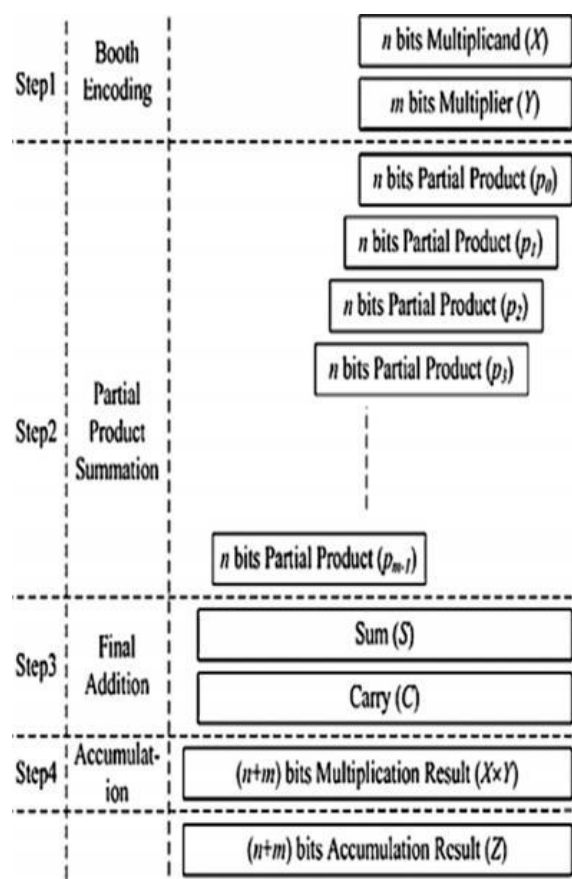 Step1
Booth
Encoding
n bits Multiplicand (X)
m bits Multiplier (Y)
Step2
Partial
Product
Summation
n bits Partial Product (p0)
n bits Partial Product (p1)
n bits Partial Product (p2)
n bits Partial Product (p3)
n bits Partial Product (pm-1)
Step3
Final
Addition
Sum (S)
Carry (C)
Step4
Accumulat-
ion
(n+m) bits Multiplication Result (X×Y)
(n+m) bits Accumulation Result (Z)